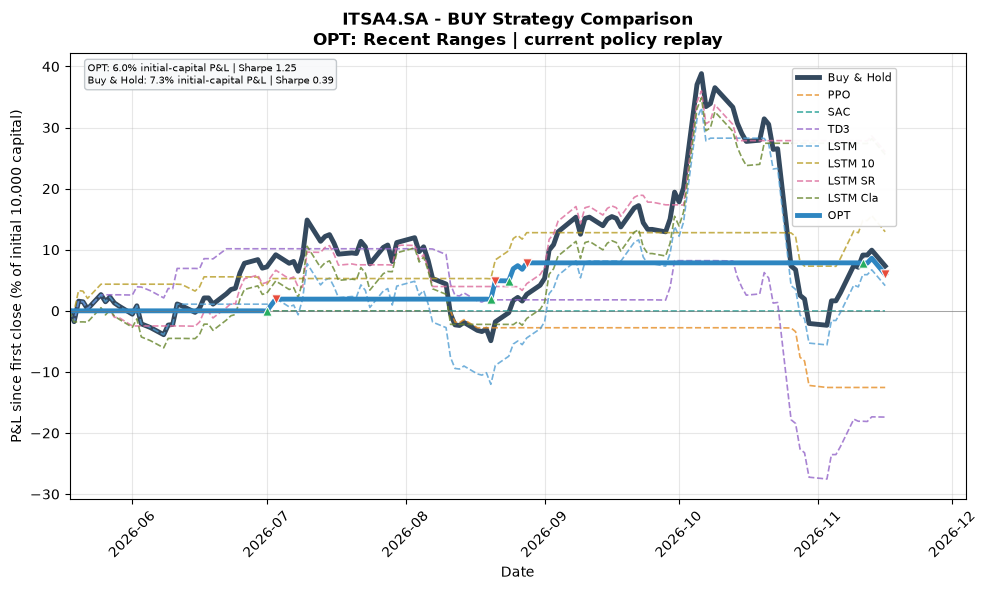 ITSA4.SA - BUY Strategy Comparison
OPT: Recent Ranges | current policy replay
OPT: 6.0% initial-capital P&L | Sharpe 1.25
Buy & Hold: 7.3% initial-capital P&L | Sharpe 0.39
Buy & Hold
PPO
SAC
TD3
LSTM
LSTM 10
LSTM SR
LSTM Cla
OPT
P&L since first close (% of initial 10,000 capital)
40
30
20
10
0
−10
−20
−30
2026-06
2026-07
2026-08
2026-09
2026-10
2026-11
2026-12
Date